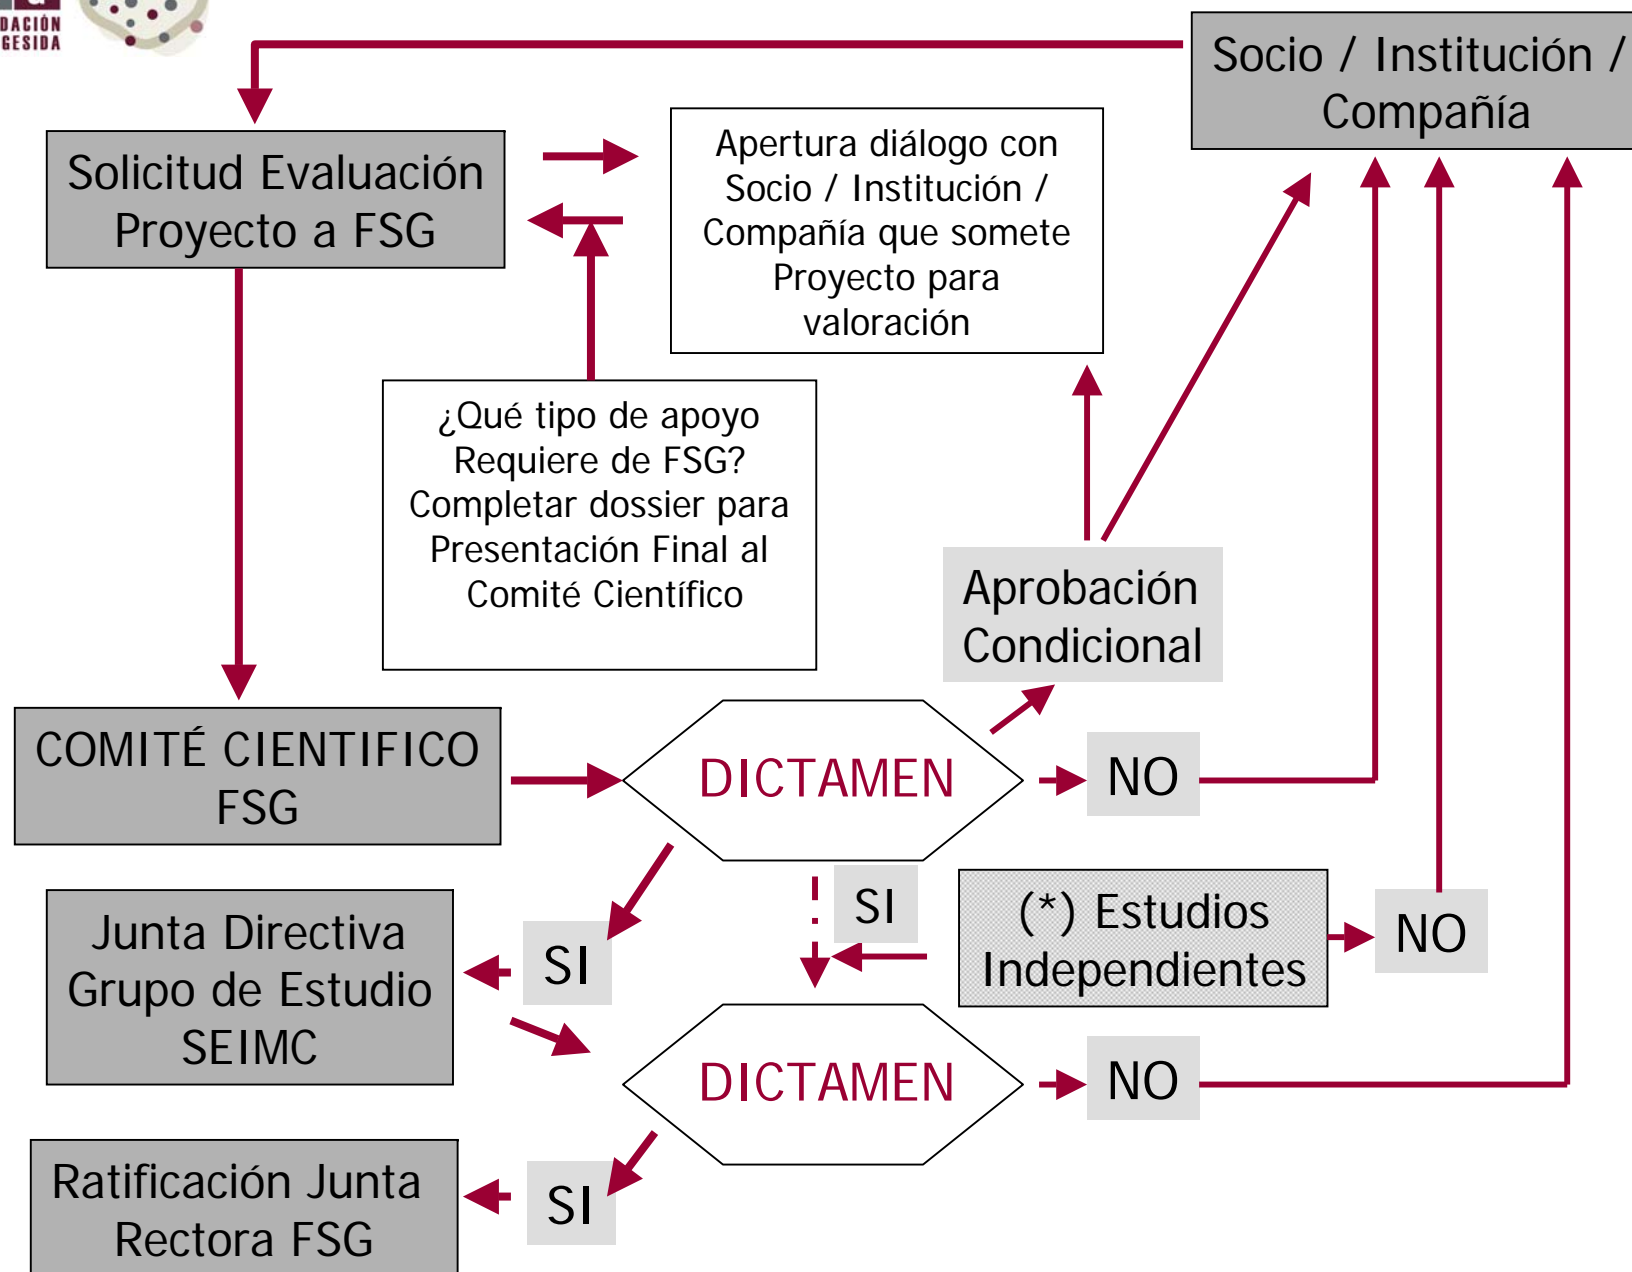 DACIÓN
GESIDA
Socio / Institución /
Compañía
Solicitud Evaluación
Proyecto a FSG
Apertura diálogo con
Socio / Institución /
Compañía que somete
Proyecto para
valoración
¿Qué tipo de apoyo
Requiere de FSG?
Completar dossier para
Presentación Final al
Comité Científico
Aprobación
Condicional
COMITÉ CIENTIFICO
FSG
DICTAMEN
NO
SI
(*) Estudios
Independientes
NO
Junta Directiva
Grupo de Estudio
SEIMC
SI
DICTAMEN
NO
Ratificación Junta
Rectora FSG
SI